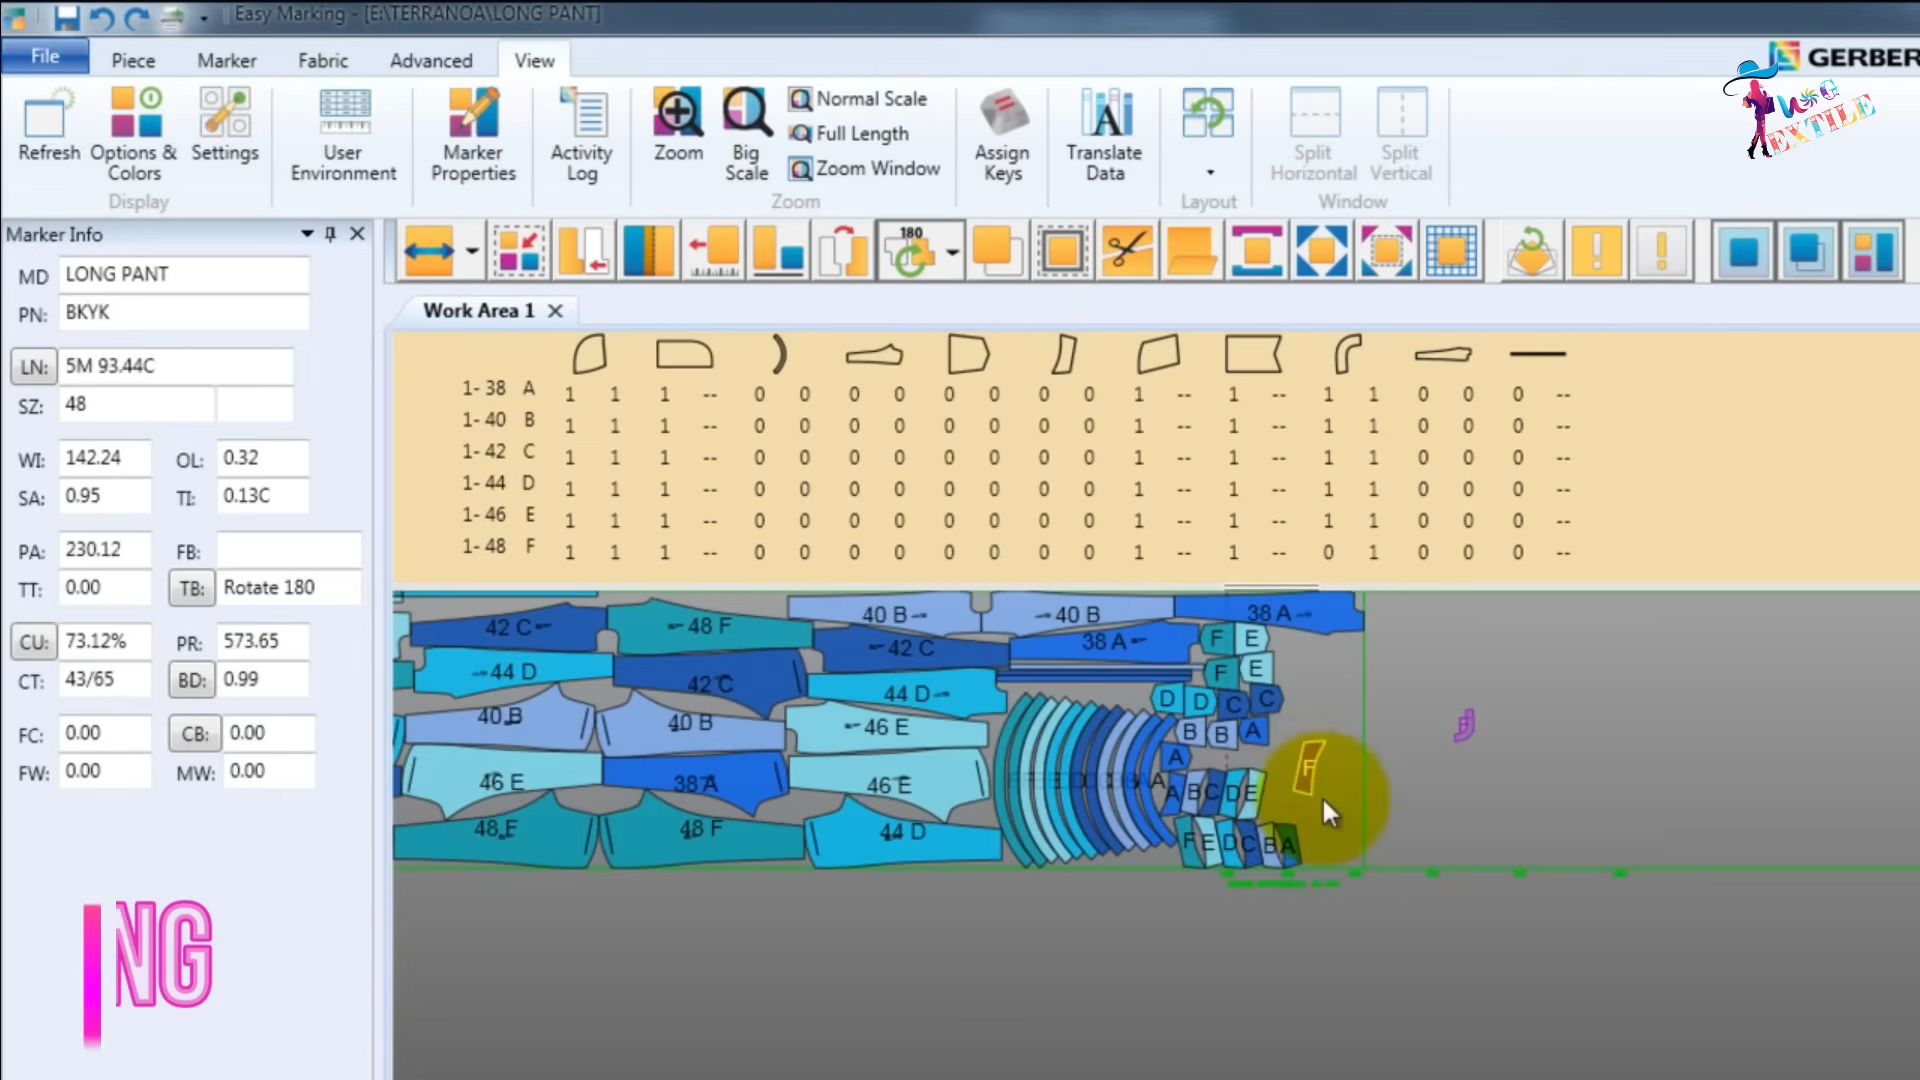 Easy Marking - [E:\TERRANOA\LONG PANT]
File Piece Marker Fabric Advanced View
GERBER
Refresh Options & Colors Settings User Environment Marker Properties Activity Log Zoom Big Scale Normal Scale Full Length Zoom Window Assign Keys Translate Data Split Horizontal Split Vertical
Display Zoom Layout Window
Marker Info
180
MD LONG PANT
PN: BKYK
LN: 5M 93.44C
SZ: 48
WI: 142.24 OL: 0.32
SA: 0.95 TI: 0.13C
PA: 230.12 FB:
TT: 0.00 TB: Rotate 180
CU: 73.12% PR: 573.65
CT: 43/65 BD: 0.99
FC: 0.00 CB: 0.00
FW: 0.00 MW: 0.00
Work Area 1
1- 38 A 1 1 1 -- 0 0 0 0 0 0 0 0 1 -- 1 -- 1 1 0 0 0 --
1- 40 B 1 1 1 -- 0 0 0 0 0 0 0 0 1 -- 1 -- 1 1 0 0 0 --
1- 42 C 1 1 1 -- 0 0 0 0 0 0 0 0 1 -- 1 -- 1 1 0 0 0 --
1- 44 D 1 1 1 -- 0 0 0 0 0 0 0 0 1 -- 1 -- 1 1 0 0 0 --
1- 46 E 1 1 1 -- 0 0 0 0 0 0 0 0 1 -- 1 -- 1 1 0 0 0 --
1- 48 F 1 1 1 -- 0 0 0 0 0 0 0 0 1 -- 1 -- 0 1 0 0 0 --
40 B 40 B 38 A
42 C 48 F 42 C 38 A F E
44 D 42 C 44 D F E
40 B 40 B 46 E D D C C
B B A
A
46 E 38 A 46 E A B C D E F
48 F 48 F 44 D F E D C B A
NG